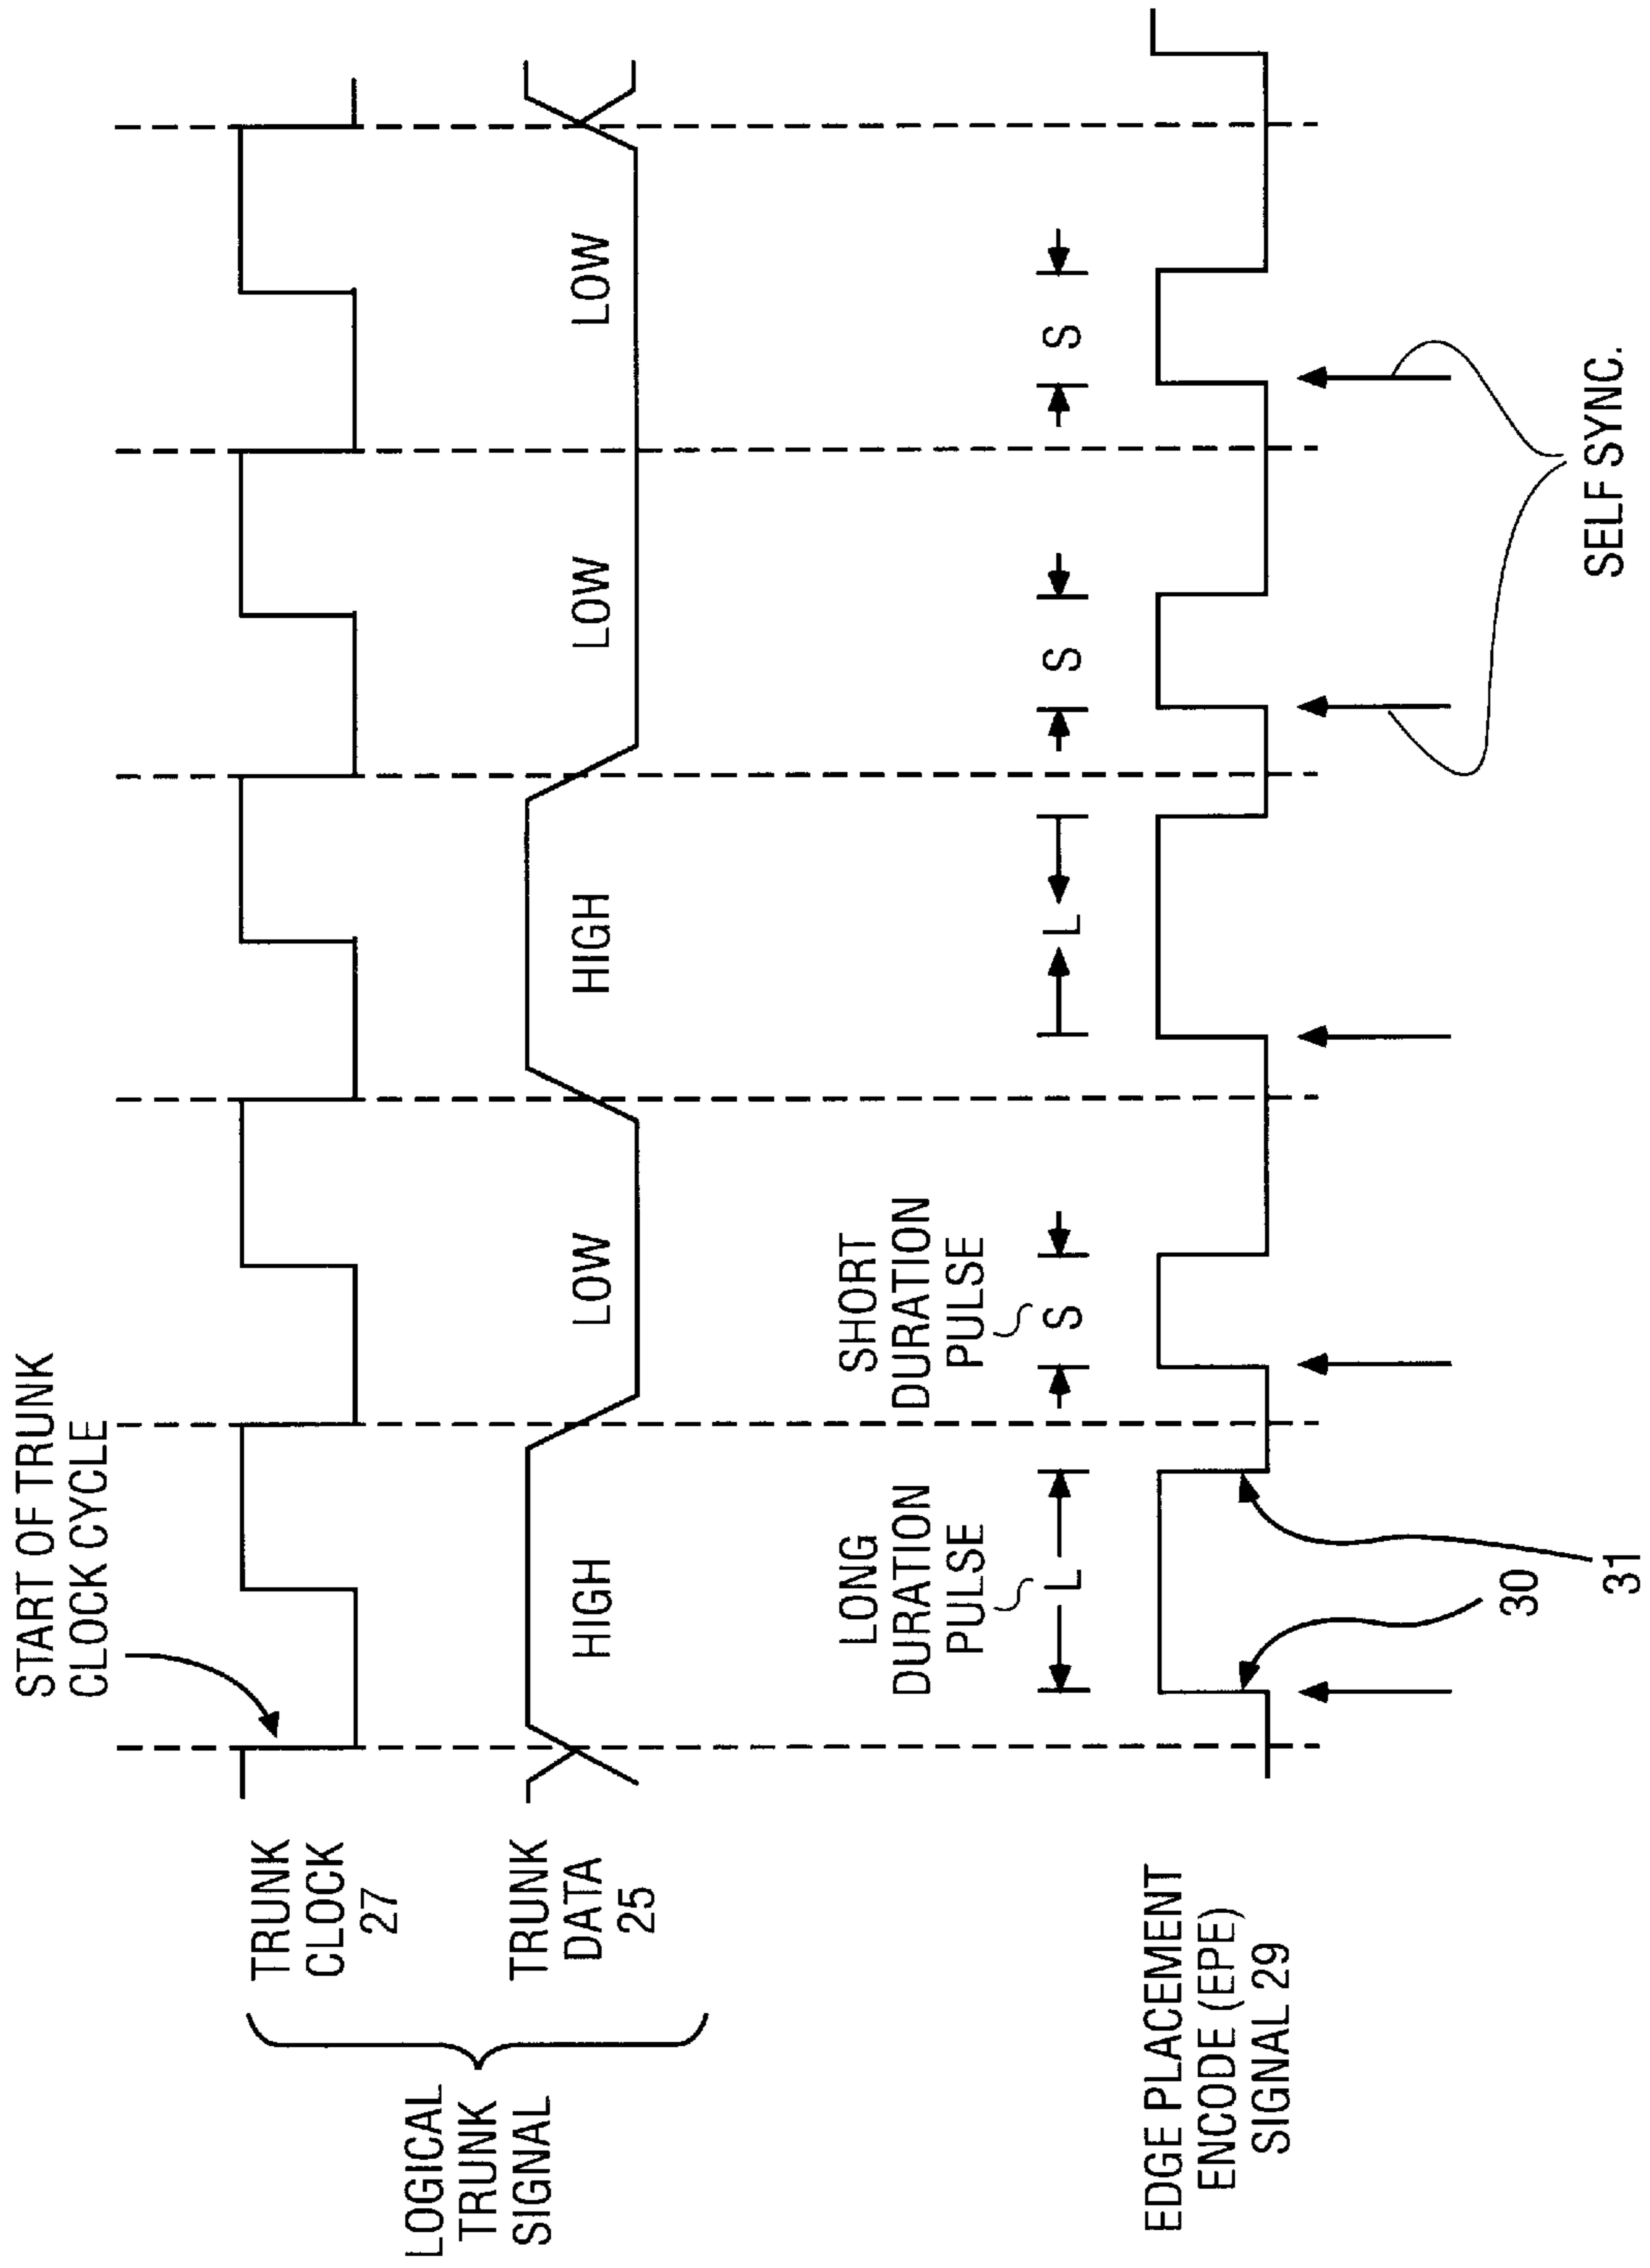 START OF TRUNK
CLOCK CYCLE
LOGICAL
TRUNK
SIGNAL
TRUNK
CLOCK
27
TRUNK
DATA
25
HIGH
LOW
HIGH
LOW
LOW
LONG
DURATION
PULSE
SHORT
DURATION
PULSE
L
S
L
S
S
EDGE PLACEMENT
ENCODE (EPE)
SIGNAL 29
30
31
SELF SYNC.